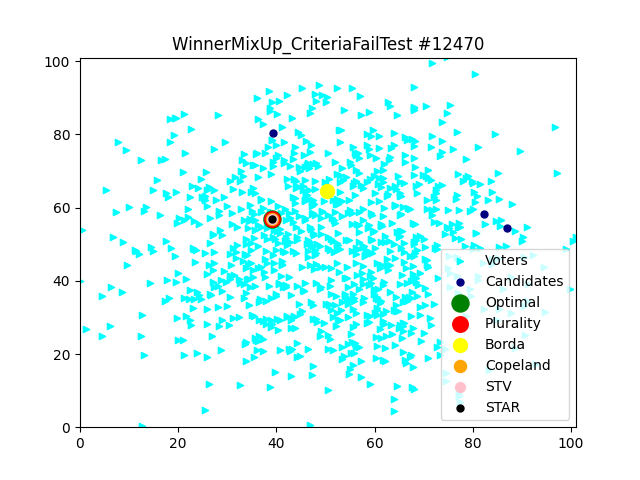 WinnerMixUp_CriteriaFailTest #12470
100
80
60
40
20
0
0
20
40
60
80
100
Voters
Candidates
Optimal
Plurality
Borda
Copeland
STV
STAR